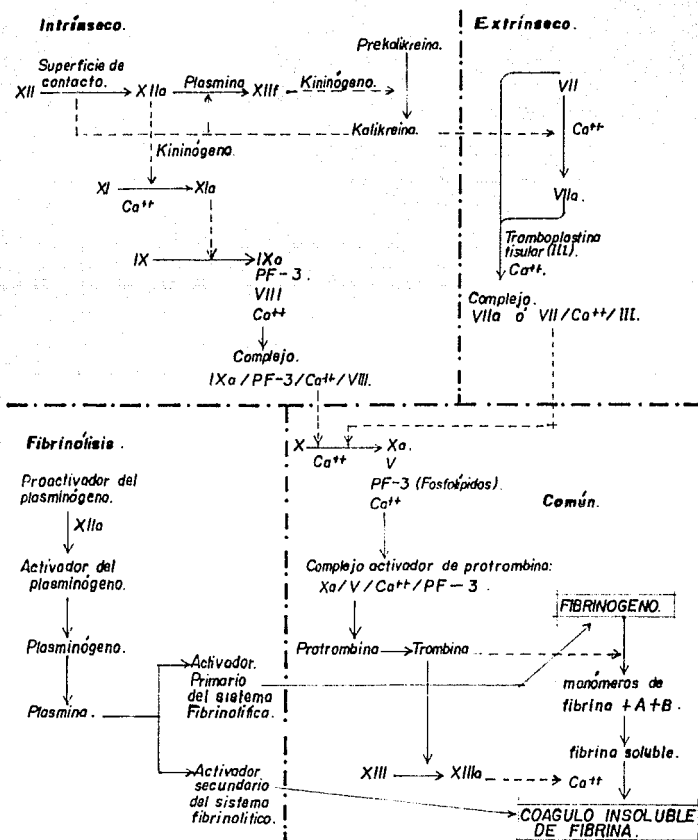 Intrínseco.
Prekalikreína.
Superficie de
contacto.
XII
XIIa
Plasmina
XIIf
Kininógeno.
Kalikreína
Kininógeno.
XI
Ca++
XIa
IX
IXa
PF-3.
VIII
Ca++
Complejo.
IXa/PF-3/Ca++/VIII.
Extrínseco.
VII
Ca++
VIIa.
Tromboplastina
tisular (III).
Ca++.
Complejo.
VIIa ó VII/Ca++/III.
Fibrinólisis.
Proactivador del
plasminógeno.
XIIa
Activador del
plasminógeno.
Plasminógeno.
Plasmina.
Activador.
Primario
del sistema
Fibrinolífica.
Activador
secundario
del sistema
fibrinolítico.
X
Ca++
Xa.
V
PF-3 (Fosfolípidos).
Ca++
Común.
Complejo activador de protrombina:
Xa/V/Ca++/PF-3.
Protrombina
Trombina
FIBRINOGENO.
monómeros de
fibrina +A+B.
fibrina soluble.
XIII
XIIIa
Ca++
COAGULO INSOLUBLE
DE FIBRINA.